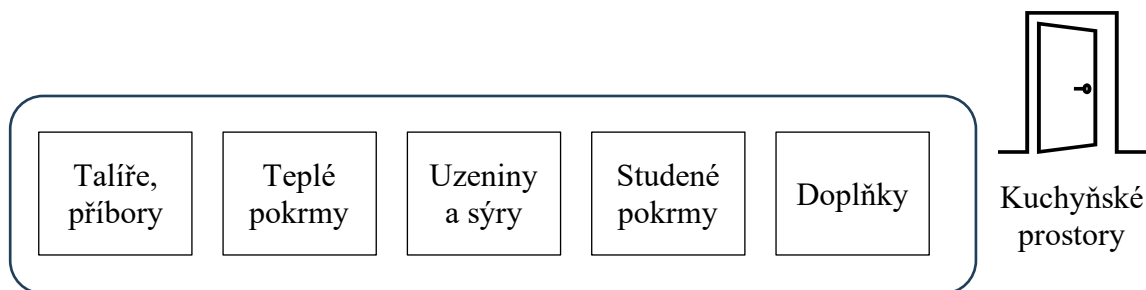 Talíře,
příbory
Teplé
pokrmy
Uzeniny
a sýry
Studené
pokrmy
Doplňky
Kuchyňské
prostory